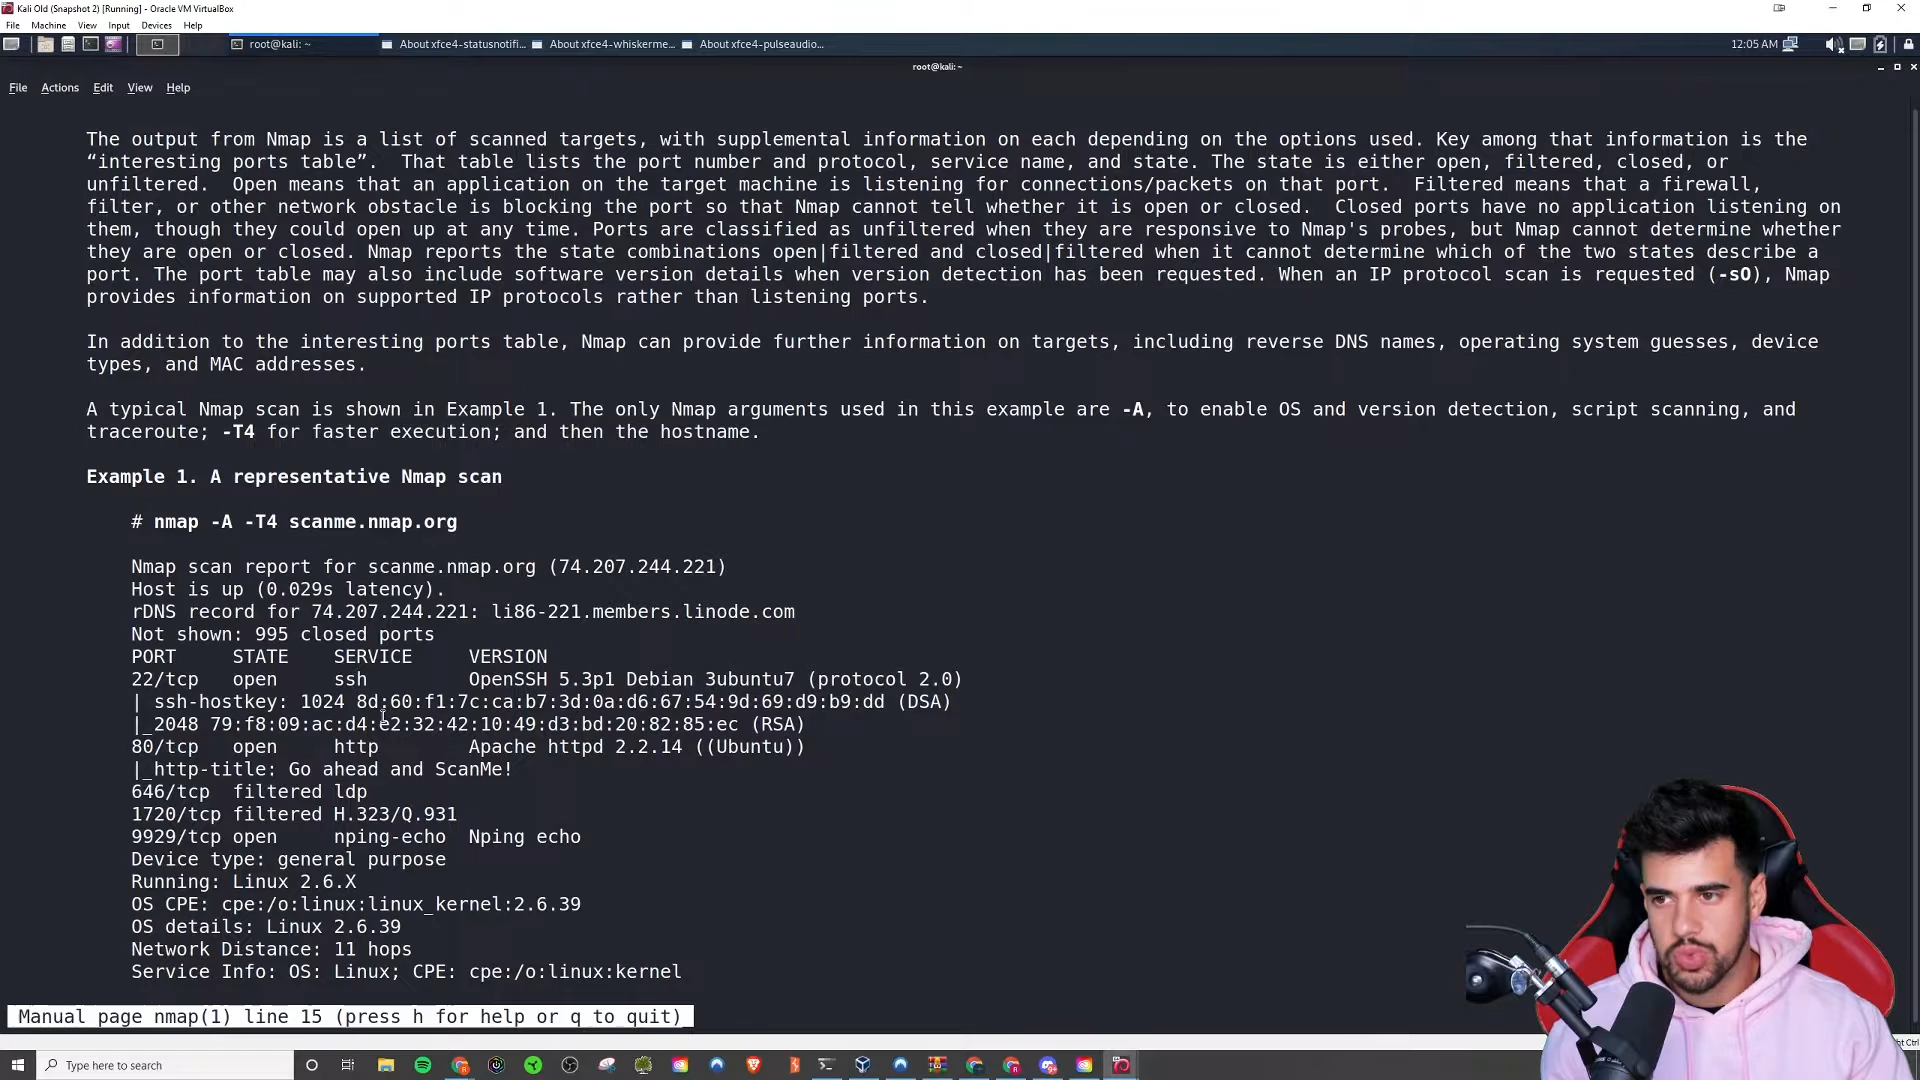 Kali Old (Snapshot 2) [Running] - Oracle VM VirtualBox
File Machine View Input Devices Help
root@kali: ~ About xfce4-statusnotifi... About xfce4-whiskerme... About xfce4-pulseaudio... 12:05 AM
root@kali: ~
File Actions Edit View Help
The output from Nmap is a list of scanned targets, with supplemental information on each depending on the options used. Key among that information is the
“interesting ports table”.  That table lists the port number and protocol, service name, and state. The state is either open, filtered, closed, or
unfiltered.  Open means that an application on the target machine is listening for connections/packets on that port.  Filtered means that a firewall,
filter, or other network obstacle is blocking the port so that Nmap cannot tell whether it is open or closed.  Closed ports have no application listening on
them, though they could open up at any time. Ports are classified as unfiltered when they are responsive to Nmap's probes, but Nmap cannot determine whether
they are open or closed. Nmap reports the state combinations open|filtered and closed|filtered when it cannot determine which of the two states describe a
port. The port table may also include software version details when version detection has been requested. When an IP protocol scan is requested (-sO), Nmap
provides information on supported IP protocols rather than listening ports.
In addition to the interesting ports table, Nmap can provide further information on targets, including reverse DNS names, operating system guesses, device
types, and MAC addresses.
A typical Nmap scan is shown in Example 1. The only Nmap arguments used in this example are -A, to enable OS and version detection, script scanning, and
traceroute; -T4 for faster execution; and then the hostname.
Example 1. A representative Nmap scan
# nmap -A -T4 scanme.nmap.org
Nmap scan report for scanme.nmap.org (74.207.244.221)
Host is up (0.029s latency).
rDNS record for 74.207.244.221: li86-221.members.linode.com
Not shown: 995 closed ports
PORT     STATE    SERVICE     VERSION
22/tcp   open     ssh         OpenSSH 5.3p1 Debian 3ubuntu7 (protocol 2.0)
| ssh-hostkey: 1024 8d:60:f1:7c:ca:b7:3d:0a:d6:67:54:9d:69:d9:b9:dd (DSA)
|_2048 79:f8:09:ac:d4:e2:32:42:10:49:d3:bd:20:82:85:ec (RSA)
80/tcp   open     http        Apache httpd 2.2.14 ((Ubuntu))
|_http-title: Go ahead and ScanMe!
646/tcp  filtered ldp
1720/tcp filtered H.323/Q.931
9929/tcp open     nping-echo  Nping echo
Device type: general purpose
Running: Linux 2.6.X
OS CPE: cpe:/o:linux:linux_kernel:2.6.39
OS details: Linux 2.6.39
Network Distance: 11 hops
Service Info: OS: Linux; CPE: cpe:/o:linux:kernel
Manual page nmap(1) line 15 (press h for help or q to quit)
Ctrl
Type here to search